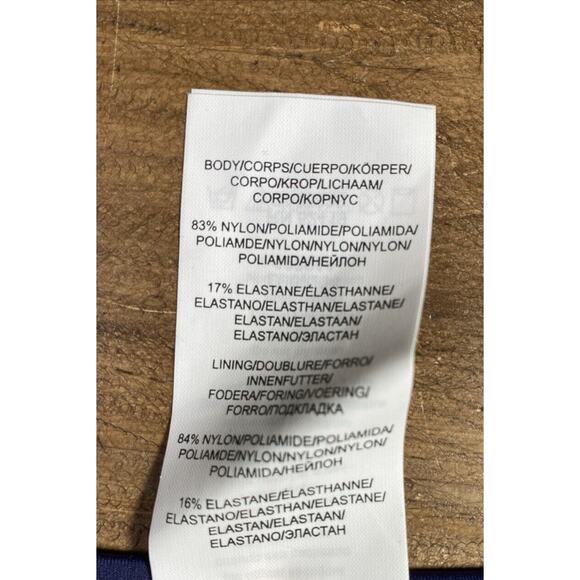 BODY/CORPS/CUERPO/KÖRPER/
CORPO/KROP/LICHAAM/
CORPO/КОРПУС
83% NYLON/POLIAMIDE/POLIAMIDA/
POLIAMDE/NYLON/NYLON/NYLON/
POLIAMIDA/НЕЙЛОН
17% ELASTANE/ÉLASTHANNE/
ELASTANO/ELASTHAN/ELASTANE/
ELASTAN/ELASTAAN/
ELASTANO/ЭЛАСТАН
LINING/DOUBLURE/FORRO/
INNENFUTTER/
FODERA/FORING/VOERING/
FORRO/ПОДКЛАДКА
84% NYLON/POLIAMIDE/POLIAMIDA/
POLIAMDE/NYLON/NYLON/NYLON/
POLIAMIDA/НЕЙЛОН
16% ELASTANE/ÉLASTHANNE/
ELASTANO/ELASTHAN/ELASTANE/
ELASTAN/ELASTAAN/
ELASTANO/ЭЛАСТАН